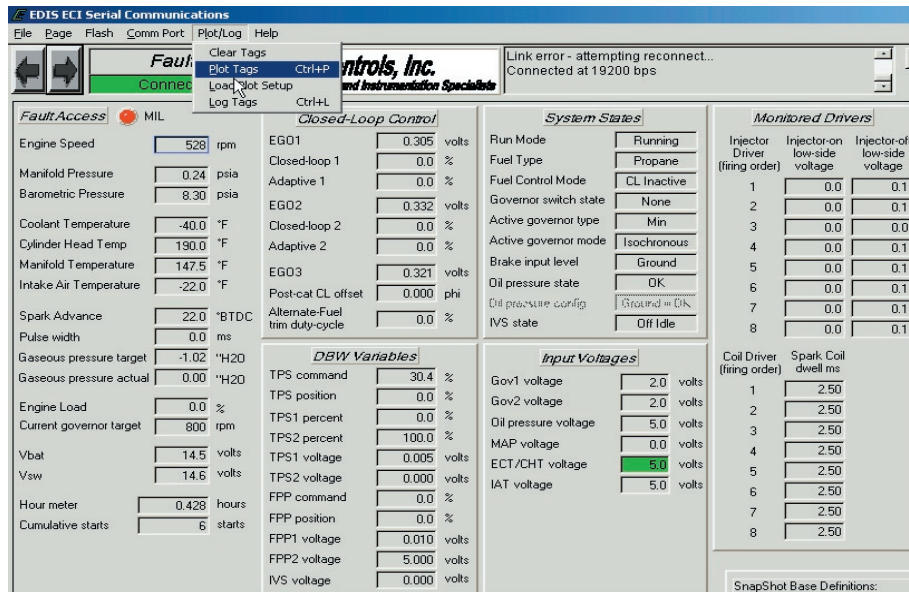 EDIS ECI Serial Communications
File Page Flash Comm Port Plot/Log Help
Clear Tags
Plot Tags Ctrl+P
Load Plot Setup
Log Tags Ctrl+L
Connec
ntrols, Inc.
and Instrumentation Specialists
Link error - attempting reconnect...
Connected at 19200 bps
Fault Access MIL
Engine Speed 528 rpm
Manifold Pressure 0.24 psia
Barometric Pressure 8.30 psia
Coolant Temperature -40.0 °F
Cylinder Head Temp 190.0 °F
Manifold Temperature 147.5 °F
Intake Air Temperature -22.0 °F
Spark Advance 22.0 °BTDC
Pulse width 0.0 ms
Gaseous pressure target -1.02 "H2O
Gaseous pressure actual 0.00 "H2O
Engine Load 0.0 %
Current governor target 800 rpm
Vbat 14.5 volts
Vsw 14.6 volts
Hour meter 0.428 hours
Cumulative starts 6 starts
Closed-Loop Control
EGO1 0.305 volts
Closed-loop 1 0.0 %
Adaptive 1 0.0 %
EGO2 0.332 volts
Closed-loop 2 0.0 %
Adaptive 2 0.0 %
EGO3 0.321 volts
Post-cat CL offset 0.000 phi
Alternate-Fuel
trim duty-cycle 0.0 %
DBW Variables
TPS command 30.4 %
TPS position 0.0 %
TPS1 percent 0.0 %
TPS2 percent 100.0 %
TPS1 voltage 0.005 volts
TPS2 voltage 0.000 volts
FPP command 0.0 %
FPP position 0.0 %
FPP1 voltage 0.010 volts
FPP2 voltage 5.000 volts
IVS voltage 0.000 volts
System States
Run Mode Running
Fuel Type Propane
Fuel Control Mode CL Inactive
Governor switch state None
Active governor type Min
Active governor mode Isochronous
Brake input level Ground
Oil pressure state OK
Oil pressure config Ground = OK
IVS state Off Idle
Input Voltages
Gov1 voltage 2.0 volts
Gov2 voltage 2.0 volts
Oil pressure voltage 5.0 volts
MAP voltage 0.0 volts
ECT/CHT voltage 5.0 volts
IAT voltage 5.0 volts
Monitored Drivers
Injector Injector-on Injector-of
Driver low-side low-side
(firing order) voltage voltage
1 0.0 0.1
2 0.0 0.1
3 0.0 0.0
4 0.0 0.1
5 0.0 0.1
6 0.0 0.1
7 0.0 0.1
8 0.0 0.1
Coil Driver Spark Coil
(firing order) dwell ms
1 2.50
2 2.50
3 2.50
4 2.50
5 2.50
6 2.50
7 2.50
8 2.50
SnapShot Base Definitions: